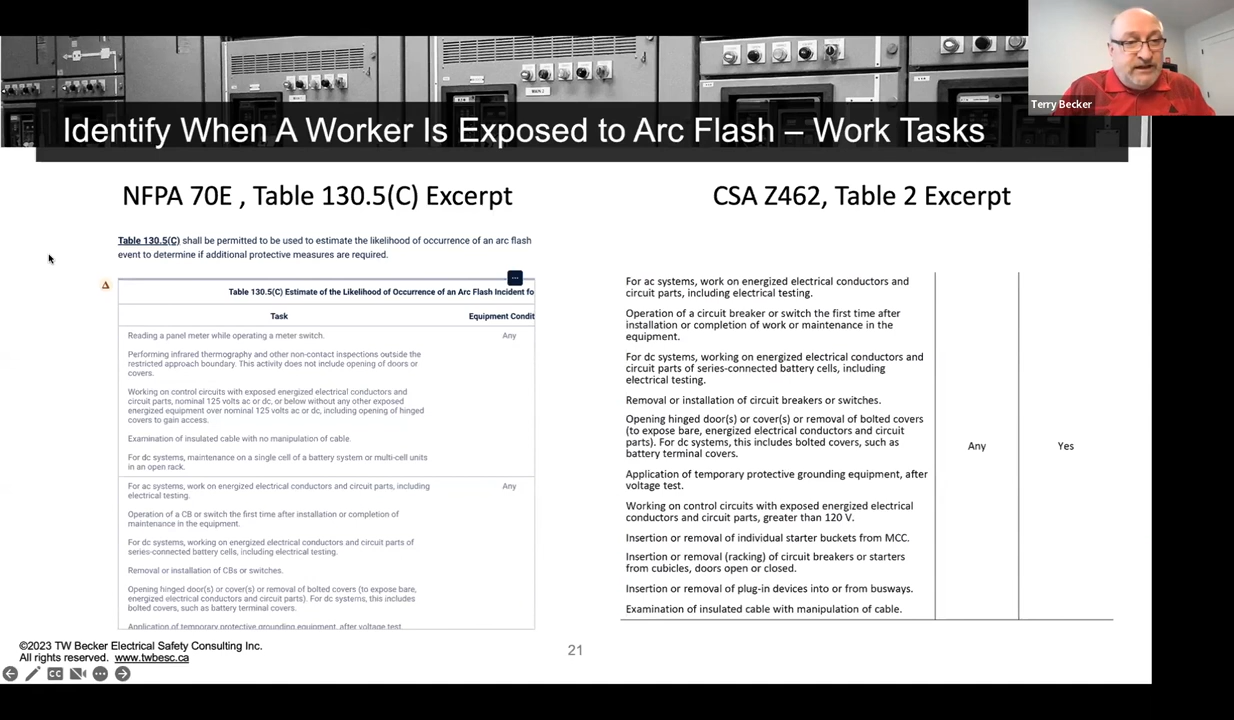 Terry Becker
Identify When A Worker Is Exposed to Arc Flash – Work Tasks
NFPA 70E , Table 130.5(C) Excerpt
Table 130.5(C) shall be permitted to be used to estimate the likelihood of occurrence of an arc flash
event to determine if additional protective measures are required.
Table 130.5(C) Estimate of the Likelihood of Occurrence of an Arc Flash Incident fo
Task
Equipment Condit
Reading a panel meter while operating a meter switch.
Any
Performing infrared thermography and other non-contact inspections outside the
restricted approach boundary. This activity does not include opening of doors or
covers.
Working on control circuits with exposed energized electrical conductors and
circuit parts, nominal 125 volts ac or dc, or below without any other exposed
energized equipment over nominal 125 volts ac or dc, including opening of hinged
covers to gain access.
Examination of insulated cable with no manipulation of cable.
For dc systems, maintenance on a single cell of a battery system or multi-cell units
in an open rack.
For ac systems, work on energized electrical conductors and circuit parts, including
electrical testing.
Any
Operation of a CB or switch the first time after installation or completion of
maintenance in the equipment.
For dc systems, working on energized electrical conductors and circuit parts of
series-connected battery cells, including electrical testing.
Removal or installation of CBs or switches.
Opening hinged door(s) or cover(s) or removal of bolted covers (to expose bare,
energized electrical conductors and circuit parts). For dc systems, this includes
bolted covers, such as battery terminal covers.
Application of temporary protective grounding equipment, after voltage test.
CSA Z462, Table 2 Excerpt
For ac systems, work on energized electrical conductors and
circuit parts, including electrical testing.
Operation of a circuit breaker or switch the first time after
installation or completion of work or maintenance in the
equipment.
For dc systems, working on energized electrical conductors and
circuit parts of series-connected battery cells, including
electrical testing.
Removal or installation of circuit breakers or switches.
Opening hinged door(s) or cover(s) or removal of bolted covers
(to expose bare, energized electrical conductors and circuit
parts). For dc systems, this includes bolted covers, such as
battery terminal covers.
Any
Yes
Application of temporary protective grounding equipment, after
voltage test.
Working on control circuits with exposed energized electrical
conductors and circuit parts, greater than 120 V.
Insertion or removal of individual starter buckets from MCC.
Insertion or removal (racking) of circuit breakers or starters
from cubicles, doors open or closed.
Insertion or removal of plug-in devices into or from busways.
Examination of insulated cable with manipulation of cable.
©2023 TW Becker Electrical Safety Consulting Inc.
All rights reserved. www.twbesc.ca
21
CC